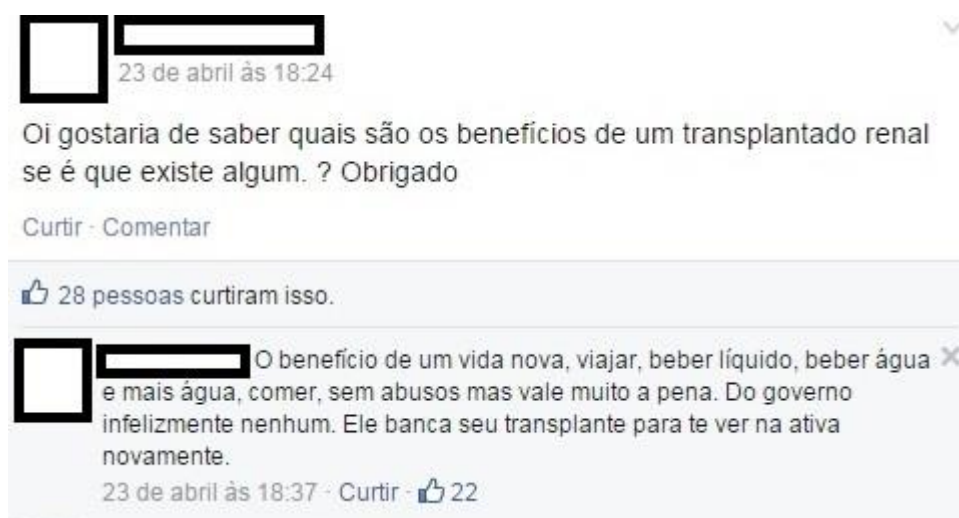 23 de abril às 18:24
Oi gostaria de saber quais são os benefícios de um transplantado renal
se é que existe algum. ? Obrigado
Curtir · Comentar
28 pessoas curtiram isso.
O benefício de um vida nova, viajar, beber líquido, beber água
e mais água, comer, sem abusos mas vale muito a pena. Do governo
infelizmente nenhum. Ele banca seu transplante para te ver na ativa
novamente.
23 de abril às 18:37 · Curtir · 22